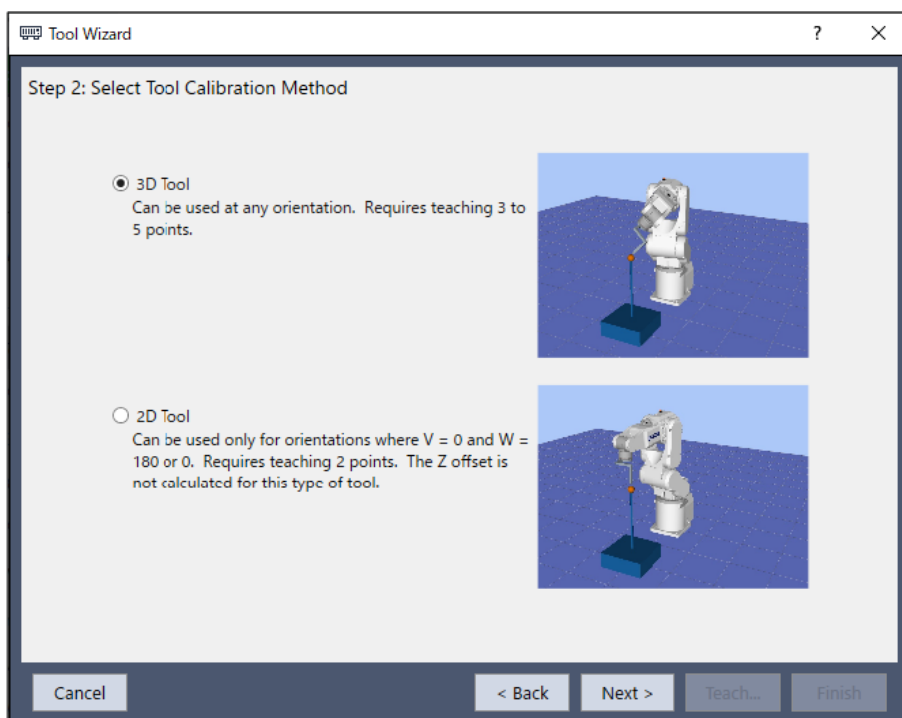 Tool Wizard ?
Step 2: Select Tool Calibration Method
3D Tool
Can be used at any orientation. Requires teaching 3 to
5 points.
2D Tool
Can be used only for orientations where V = 0 and W =
180 or 0. Requires teaching 2 points. The Z offset is
not calculated for this type of tool.
Cancel < Back Next > Teach... Finish